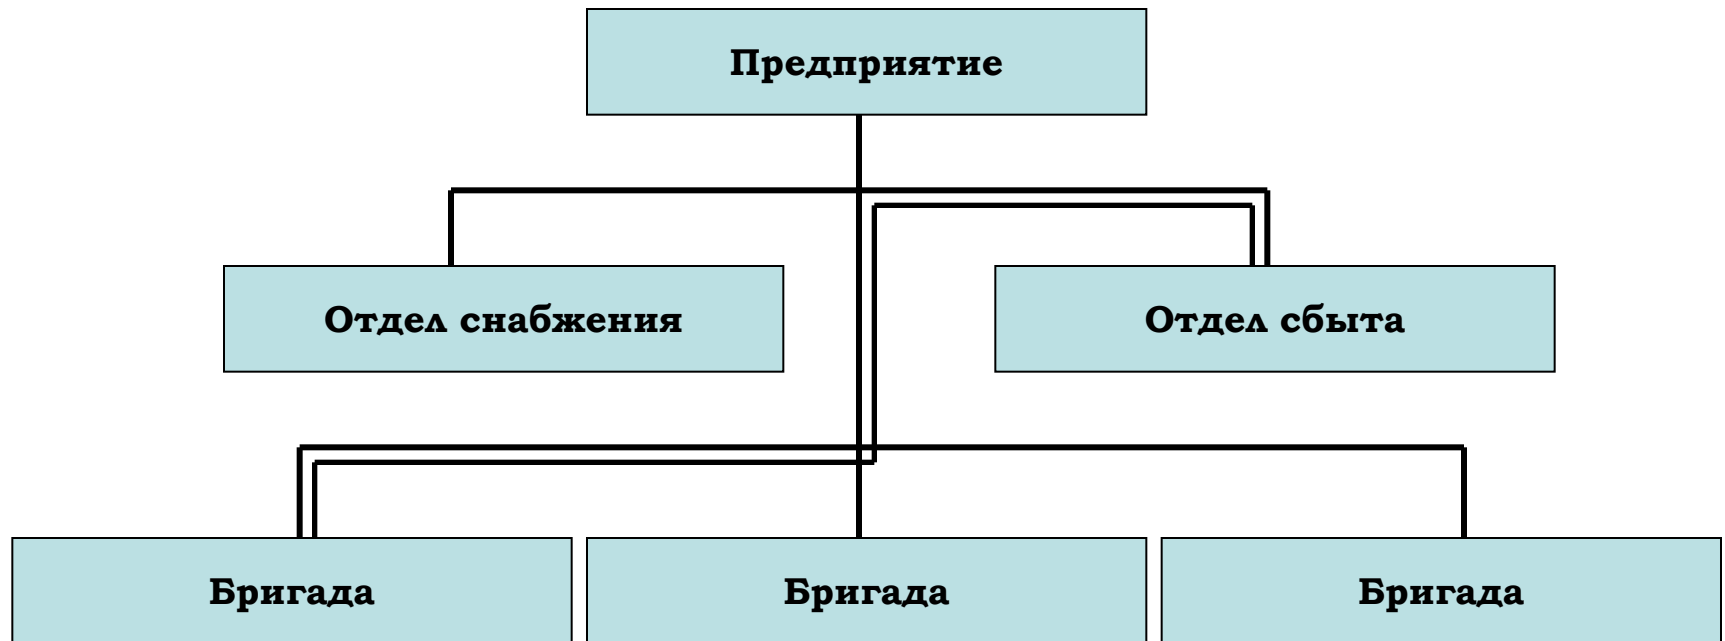 Предприятие
Отдел снабжения
Отдел сбыта
Бригада
Бригада
Бригада